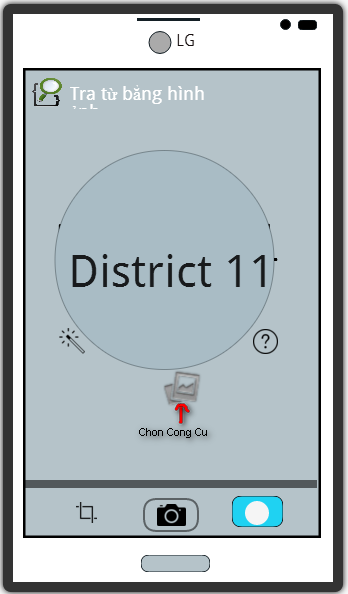 LG
Tra từ bằng hình
District 11
?
Chon Cong Cu